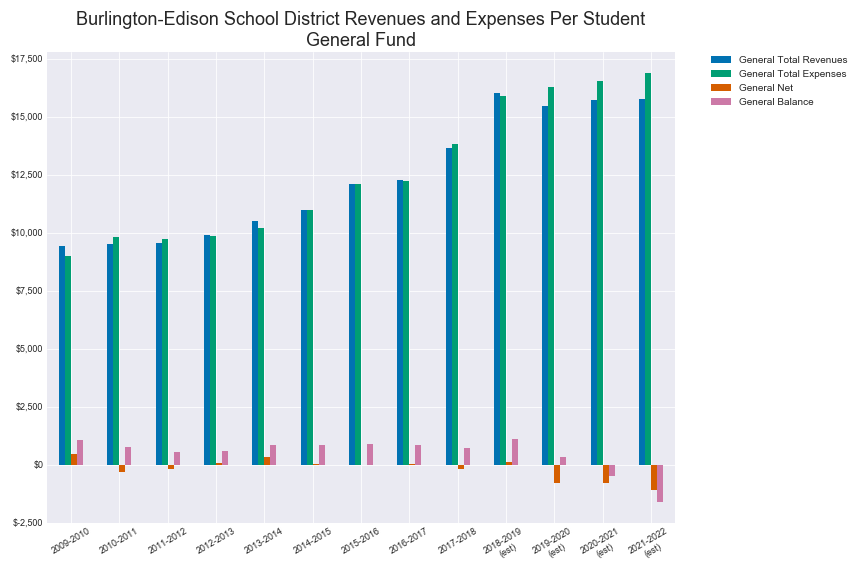 Burlington-Edison School District Revenues and Expenses Per Student
General Fund
General Total Revenues
General Total Expenses
General Net
General Balance
$17,500
$15,000
$12,500
$10,000
$7,500
$5,000
$2,500
$0
$-2,500
2009-2010
2010-2011
2011-2012
2012-2013
2013-2014
2014-2015
2015-2016
2016-2017
2017-2018
2018-2019
(est)
2019-2020
(est)
2020-2021
(est)
2021-2022
(est)